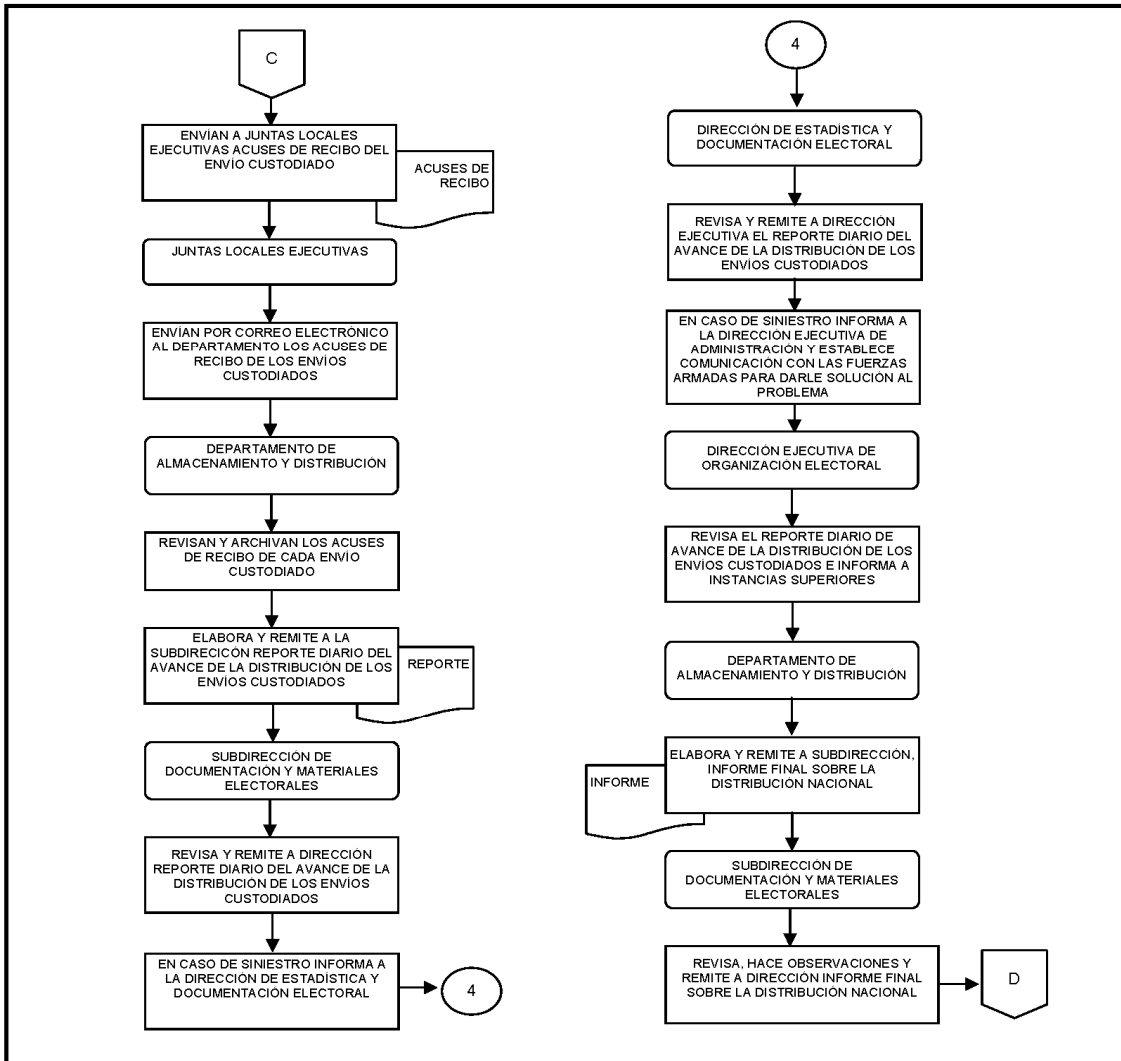 C
ENVÍAN A JUNTAS LOCALES
EJECUTIVAS ACUSES DE RECIBO DEL
ENVÍO CUSTODIADO
ACUSES DE
RECIBO
JUNTAS LOCALES EJECUTIVAS
ENVÍAN POR CORREO ELECTRÓNICO
AL DEPARTAMENTO LOS ACUSES DE
RECIBO DE LOS ENVÍOS
CUSTODIADOS
DEPARTAMENTO DE
ALMACENAMIENTO Y DISTRIBUCIÓN
REVISAN Y ARCHIVAN LOS ACUSES
DE RECIBO DE CADA ENVÍO
CUSTODIADO
ELABORA Y REMITE A LA
SUBDIRECICÓN REPORTE DIARIO DEL
AVANCE DE LA DISTRIBUCIÓN DE LOS
ENVÍOS CUSTODIADOS
REPORTE
SUBDIRECCIÓN DE
DOCUMENTACIÓN Y MATERIALES
ELECTORALES
REVISA Y REMITE A DIRECCIÓN
REPORTE DIARIO DEL AVANCE DE LA
DISTRIBUCIÓN DE LOS ENVÍOS
CUSTODIADOS
EN CASO DE SINIESTRO INFORMA A
LA DIRECCIÓN DE ESTADÍSTICA Y
DOCUMENTACIÓN ELECTORAL
4
4
DIRECCIÓN DE ESTADÍSTICA Y
DOCUMENTACIÓN ELECTORAL
REVISA Y REMITE A DIRECCIÓN
EJECUTIVA EL REPORTE DIARIO DEL
AVANCE DE LA DISTRIBUCIÓN DE LOS
ENVÍOS CUSTODIADOS
EN CASO DE SINIESTRO INFORMA A
LA DIRECCIÓN EJECUTIVA DE
ADMINISTRACIÓN Y ESTABLECE
COMUNICACIÓN CON LAS FUERZAS
ARMADAS PARA DARLE SOLUCIÓN AL
PROBLEMA
DIRECCIÓN EJECUTIVA DE
ORGANIZACIÓN ELECTORAL
REVISA EL REPORTE DIARIO DE
AVANCE DE LA DISTRIBUCIÓN DE LOS
ENVÍOS CUSTODIADOS E INFORMA A
INSTANCIAS SUPERIORES
DEPARTAMENTO DE
ALMACENAMIENTO Y DISTRIBUCIÓN
ELABORA Y REMITE A SUBDIRECCIÓN,
INFORME FINAL SOBRE LA
DISTRIBUCIÓN NACIONAL
INFORME
SUBDIRECCIÓN DE
DOCUMENTACIÓN Y MATERIALES
ELECTORALES
REVISA, HACE OBSERVACIONES Y
REMITE A DIRECCIÓN INFORME FINAL
SOBRE LA DISTRIBUCIÓN NACIONAL
D